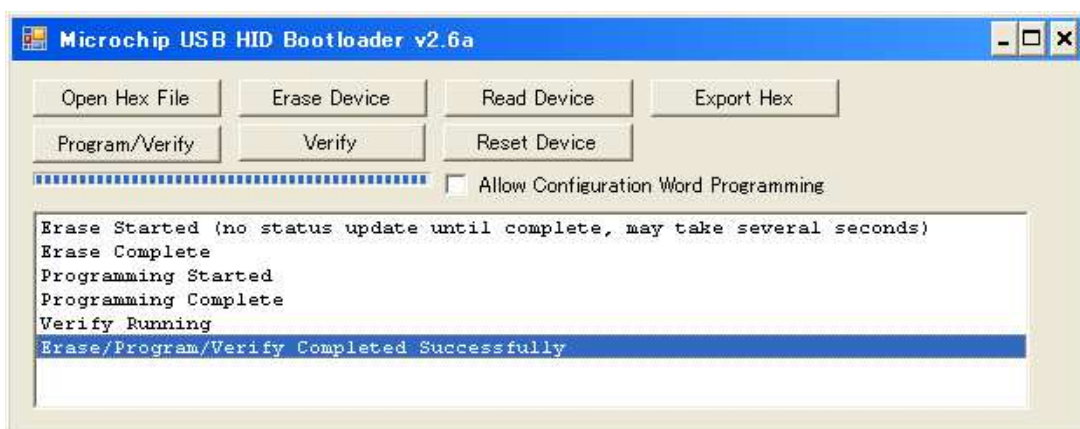 Microchip USB HID Bootloader v2.6a
Open Hex File Erase Device Read Device Export Hex
Program/Verify Verify Reset Device
Allow Configuration Word Programming
Erase Started (no status update until complete, may take several seconds)
Erase Complete
Programming Started
Programming Complete
Verify Running
Erase/Program/Verify Completed Successfully